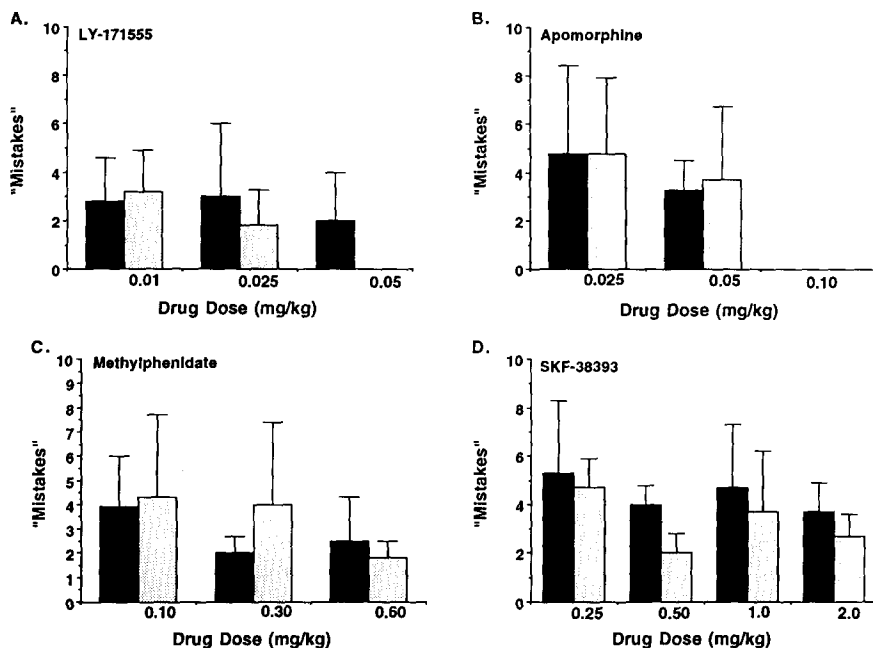 A.
LY-171555
10
8
6
4
2
0
"Mistakes"
0.01 0.025 0.05
Drug Dose (mg/kg)
B.
Apomorphine
10
8
6
4
2
0
"Mistakes"
0.025 0.05 0.10
Drug Dose (mg/kg)
C.
Methylphenidate
10
9
8
7
6
5
4
3
2
1
0
"Mistakes"
0.10 0.30 0.60
Drug Dose (mg/kg)
D.
SKF-38393
10
8
6
4
2
0
"Mistakes"
0.25 0.50 1.0 2.0
Drug Dose (mg/kg)